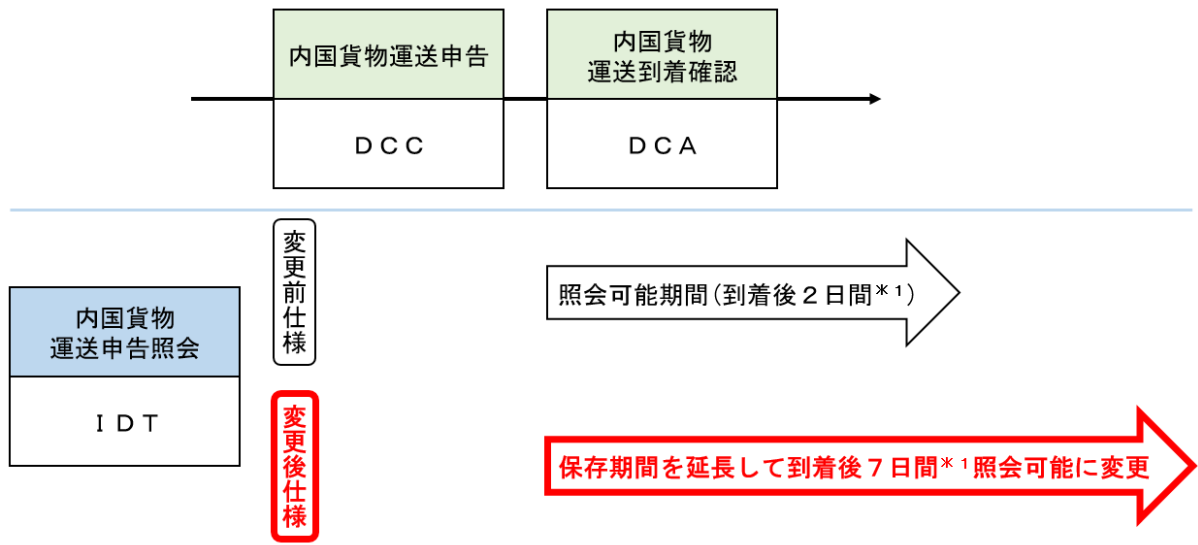 内国貨物運送申告
ＤＣＣ
内国貨物
運送到着確認
ＤＣＡ
変更前仕様
照会可能期間（到着後２日間＊１）
内国貨物
運送申告照会
ＩＤＴ
変更後仕様
保存期間を延長して到着後７日間＊１照会可能に変更